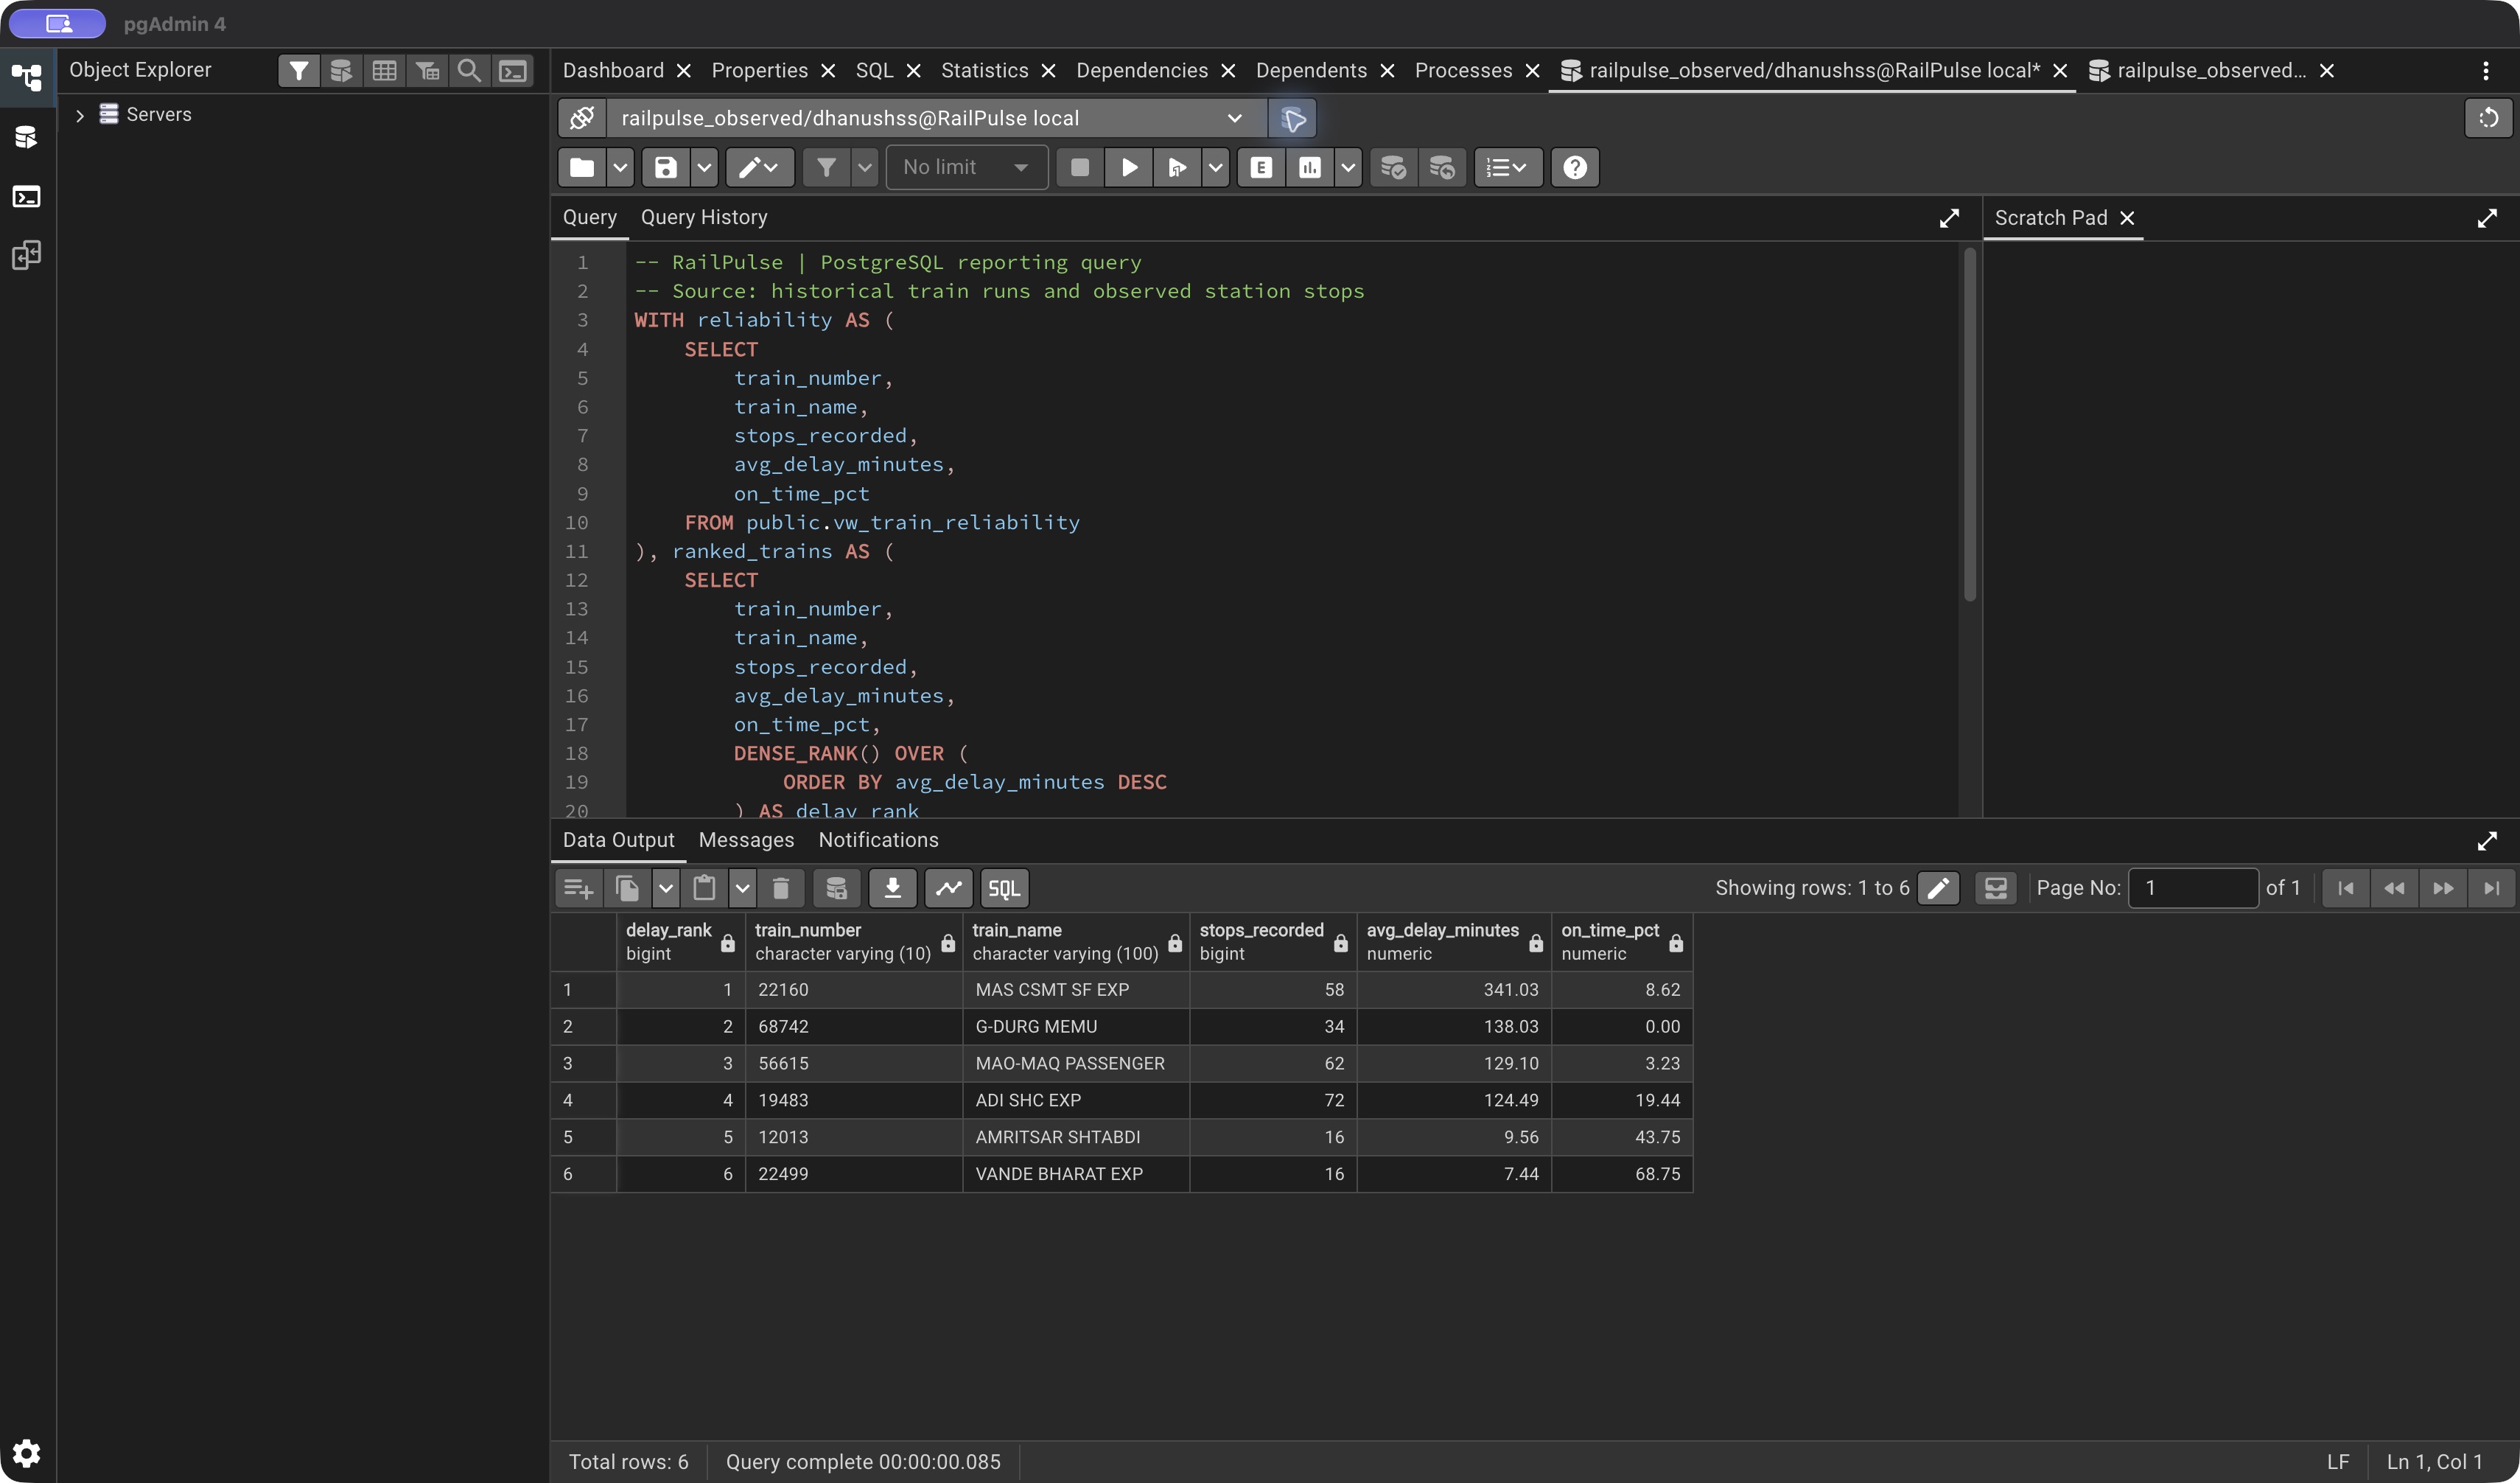 pgAdmin 4
Object Explorer
Servers
Dashboard Properties SQL Statistics Dependencies Dependents Processes railpulse_observed/dhanushss@RailPulse local* railpulse_observed...
railpulse_observed/dhanushss@RailPulse local
No limit E
Query Query History
Scratch Pad
1 -- RailPulse | PostgreSQL reporting query
2 -- Source: historical train runs and observed station stops
3 WITH reliability AS (
4 SELECT
5 train_number,
6 train_name,
7 stops_recorded,
8 avg_delay_minutes,
9 on_time_pct
10 FROM public.vw_train_reliability
11 ), ranked_trains AS (
12 SELECT
13 train_number,
14 train_name,
15 stops_recorded,
16 avg_delay_minutes,
17 on_time_pct,
18 DENSE_RANK() OVER (
19 ORDER BY avg_delay_minutes DESC
20 ) AS delay_rank
Data Output Messages Notifications
SQL Showing rows: 1 to 6 Page No: 1 of 1
delay_rank train_number train_name stops_recorded avg_delay_minutes on_time_pct
bigint character varying (10) character varying (100) bigint numeric numeric
1 1 22160 MAS CSMT SF EXP 58 341.03 8.62
2 2 68742 G-DURG MEMU 34 138.03 0.00
3 3 56615 MAO-MAQ PASSENGER 62 129.10 3.23
4 4 19483 ADI SHC EXP 72 124.49 19.44
5 5 12013 AMRITSAR SHTABDI 16 9.56 43.75
6 6 22499 VANDE BHARAT EXP 16 7.44 68.75
Total rows: 6 Query complete 00:00:00.085 LF Ln 1, Col 1